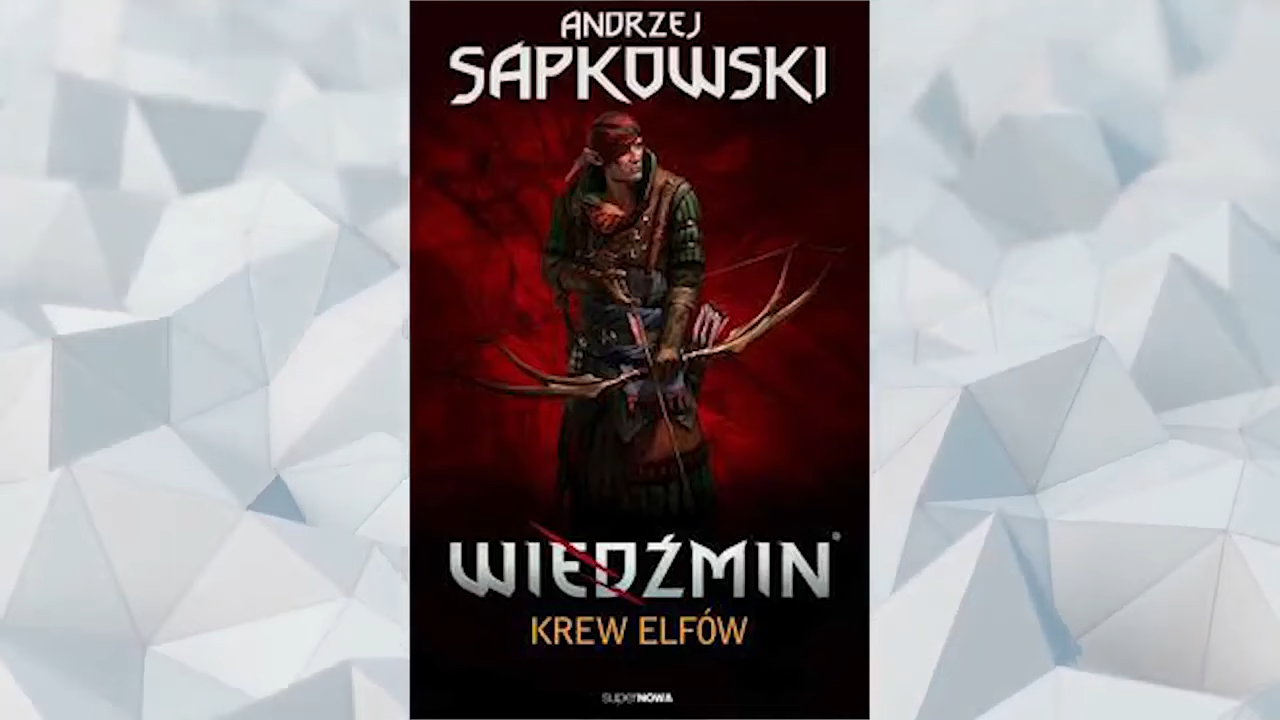 ANDRZEJ
SAPKOWSKI
WIEDŹMIN®
KREW ELFÓW
superNOWA